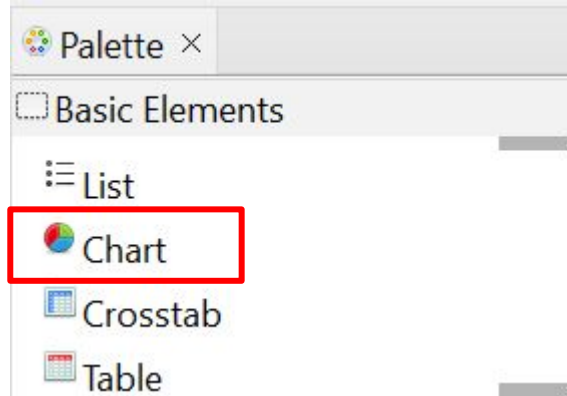 Palette
Basic Elements
List
Chart
Crosstab
Table